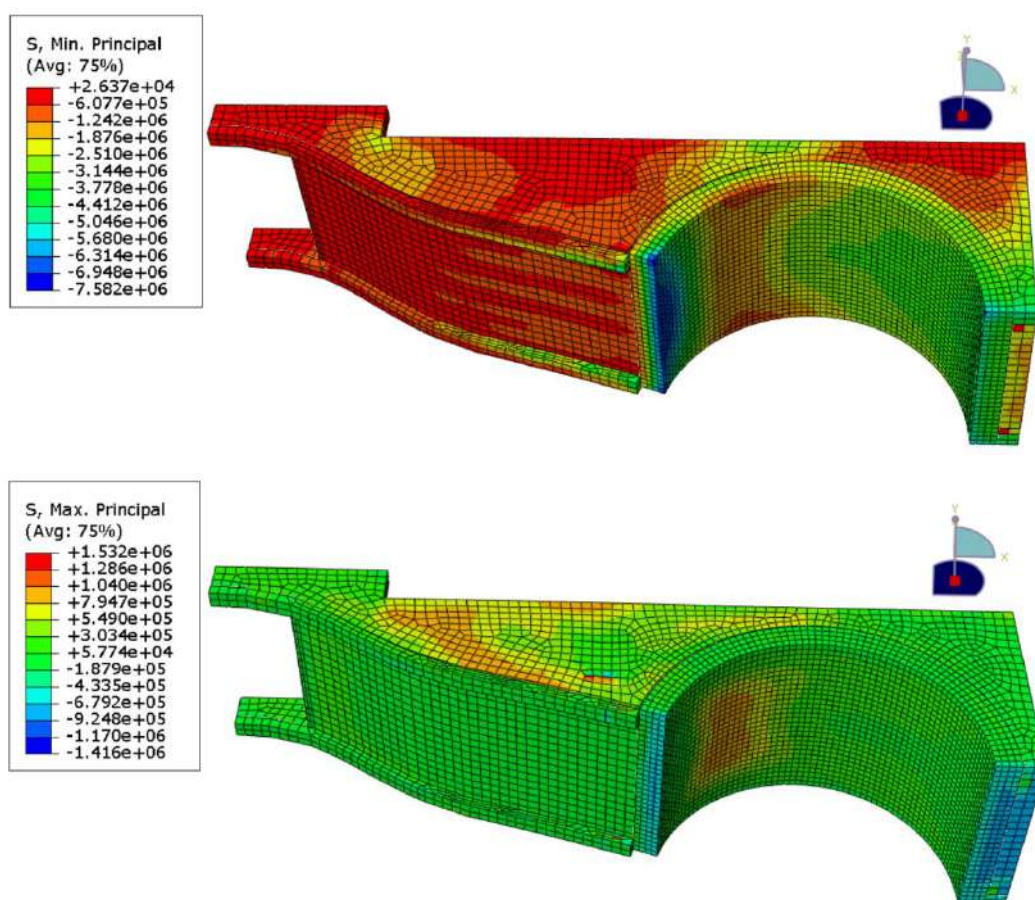 S, Min. Principal
(Avg: 75%)
+2.637e+04
-6.077e+05
-1.242e+06
-1.876e+06
-2.510e+06
-3.144e+06
-3.778e+06
-4.412e+06
-5.046e+06
-5.680e+06
-6.314e+06
-6.948e+06
-7.582e+06
Y
Z
X
S, Max. Principal
(Avg: 75%)
+1.532e+06
+1.286e+06
+1.040e+06
+7.947e+05
+5.490e+05
+3.034e+05
+5.774e+04
-1.879e+05
-4.335e+05
-6.792e+05
-9.248e+05
-1.170e+06
-1.416e+06
Y
X